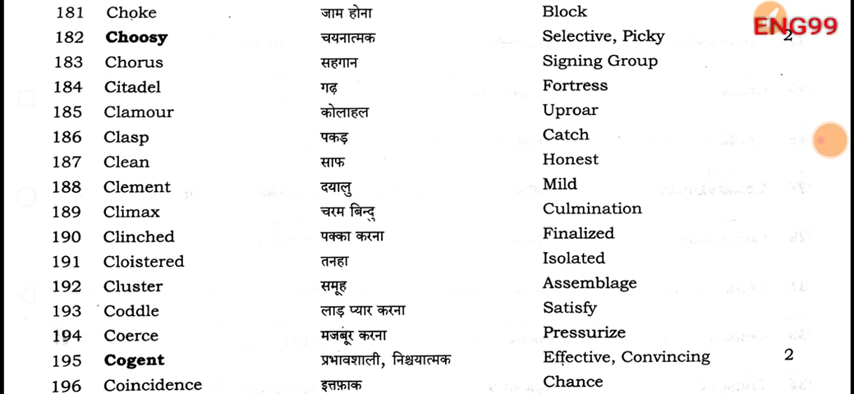 181 Choke जाम होना Block
182 Choosy चयनात्मक Selective, Picky 2 ENG99
183 Chorus सहगान Signing Group
184 Citadel गढ़ Fortress
185 Clamour कोलाहल Uproar
186 Clasp पकड़ Catch
187 Clean साफ Honest
188 Clement दयालु Mild
189 Climax चरम बिन्दु Culmination
190 Clinched पक्का करना Finalized
191 Cloistered तनहा Isolated
192 Cluster समूह Assemblage
193 Coddle लाड़ प्यार करना Satisfy
194 Coerce मजबूर करना Pressurize
195 Cogent प्रभावशाली, निश्चयात्मक Effective, Convincing 2
196 Coincidence इत्तफ़ाक Chance